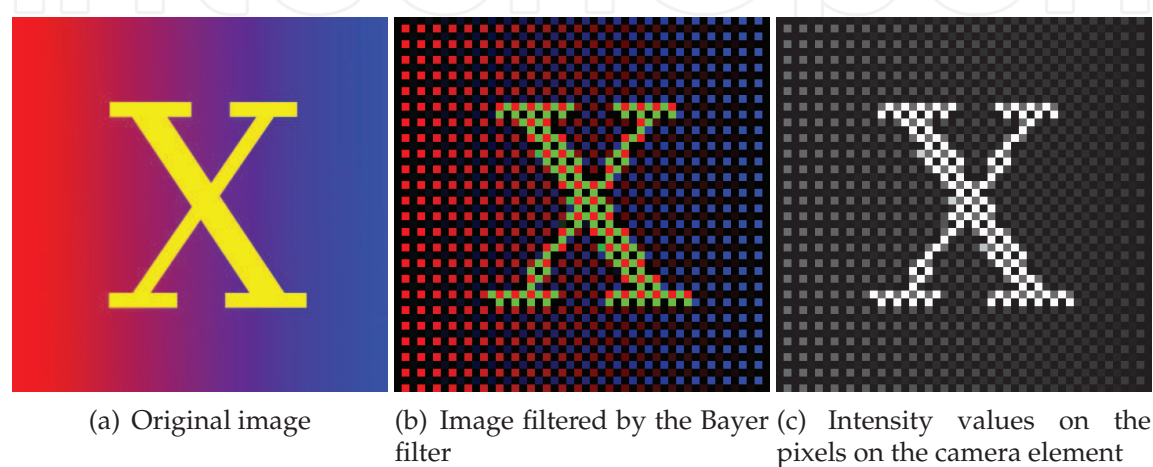 X
X
X
(a) Original image
(b) Image filtered by the Bayer
filter
(c) Intensity values on the
pixels on the camera element